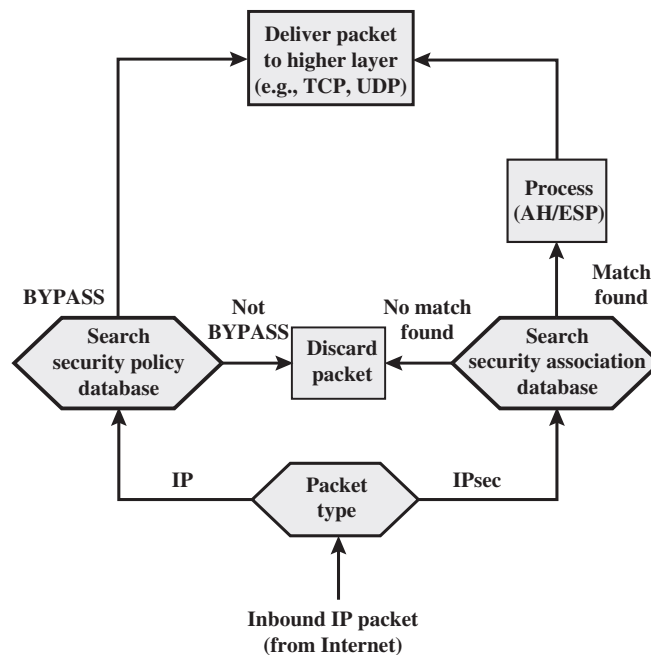 Deliver packet
to higher layer
(e.g., TCP, UDP)
Process
(AH/ESP)
BYPASS
Not
BYPASS
No match
found
Match
found
Search
security policy
database
Discard
packet
Search
security association
database
IP
Packet
type
IPsec
Inbound IP packet
(from Internet)